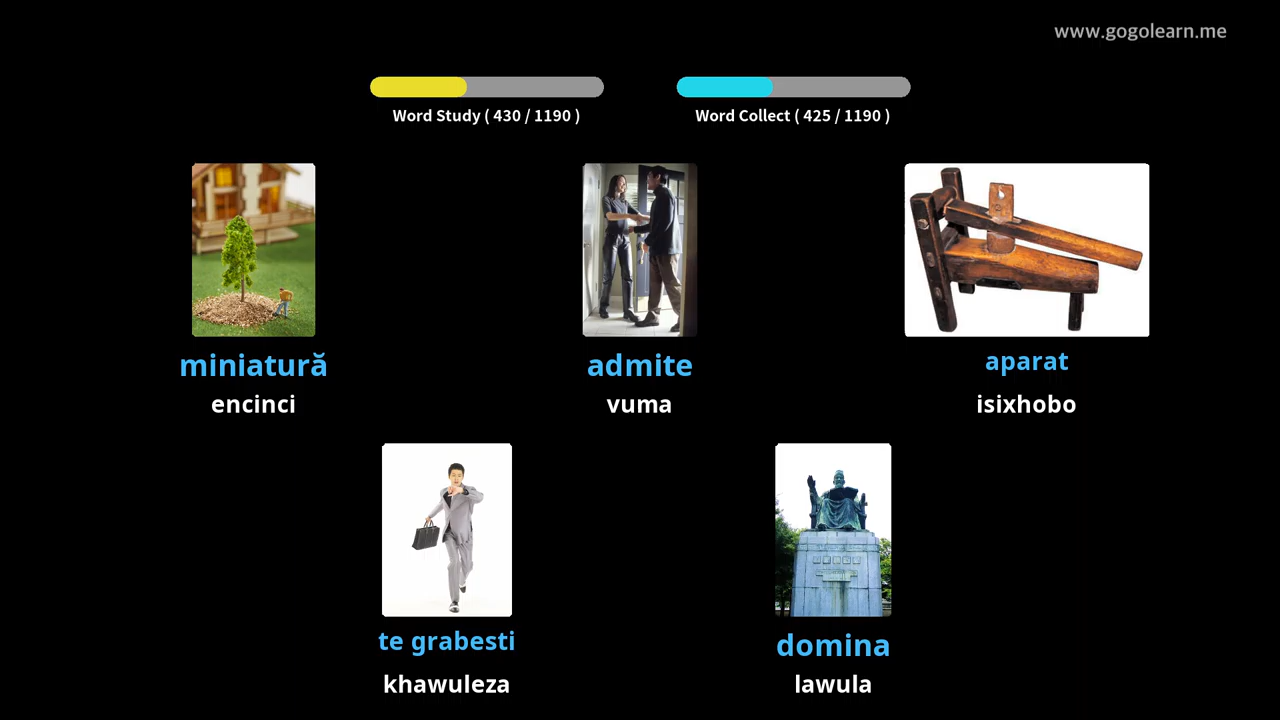 www.gogolearn.me
Word Study ( 430 / 1190 )
Word Collect ( 425 / 1190 )
miniatură
encinci
admite
vuma
aparat
isixhobo
te grabesti
khawuleza
domina
lawula